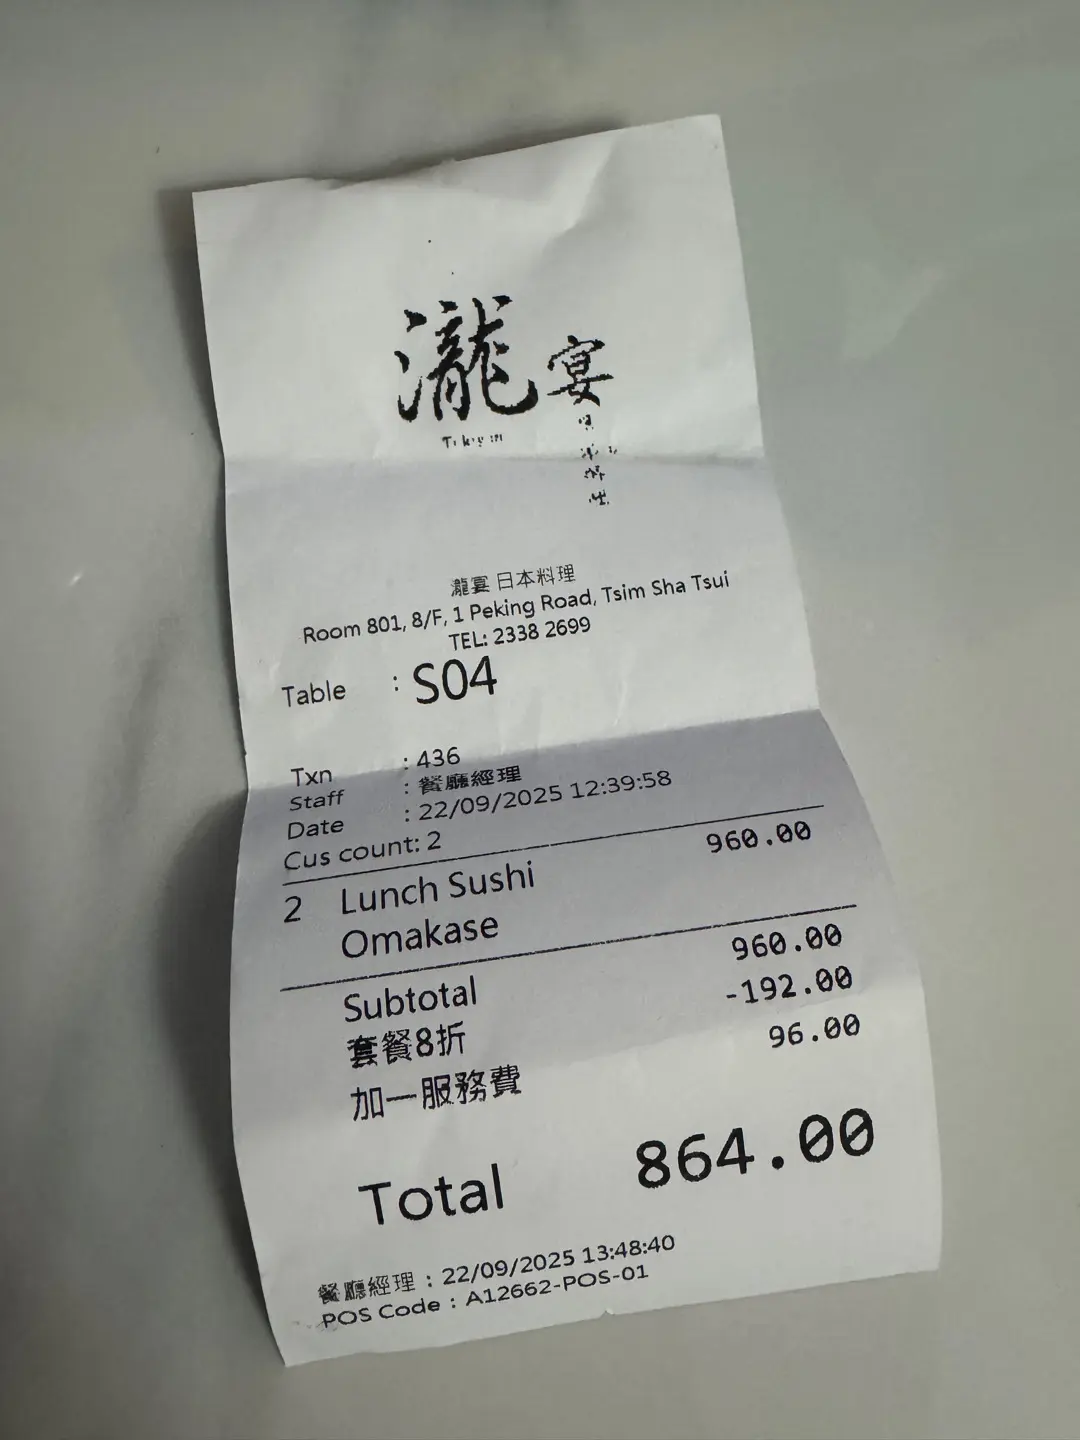 瀧宴
瀧宴 日本料理
Room 801, 8/F, 1 Peking Road, Tsim Sha Tsui
TEL: 2338 2699
Table : S04
Txn : 436
Staff : 餐廳經理
Date : 22/09/2025 12:39:58
Cus count: 2
2 Lunch Sushi 960.00
Omakase
Subtotal 960.00
套餐8折 -192.00
加一服務費 96.00
Total 864.00
餐廳經理 : 22/09/2025 13:48:40
POS Code : A12662-POS-01